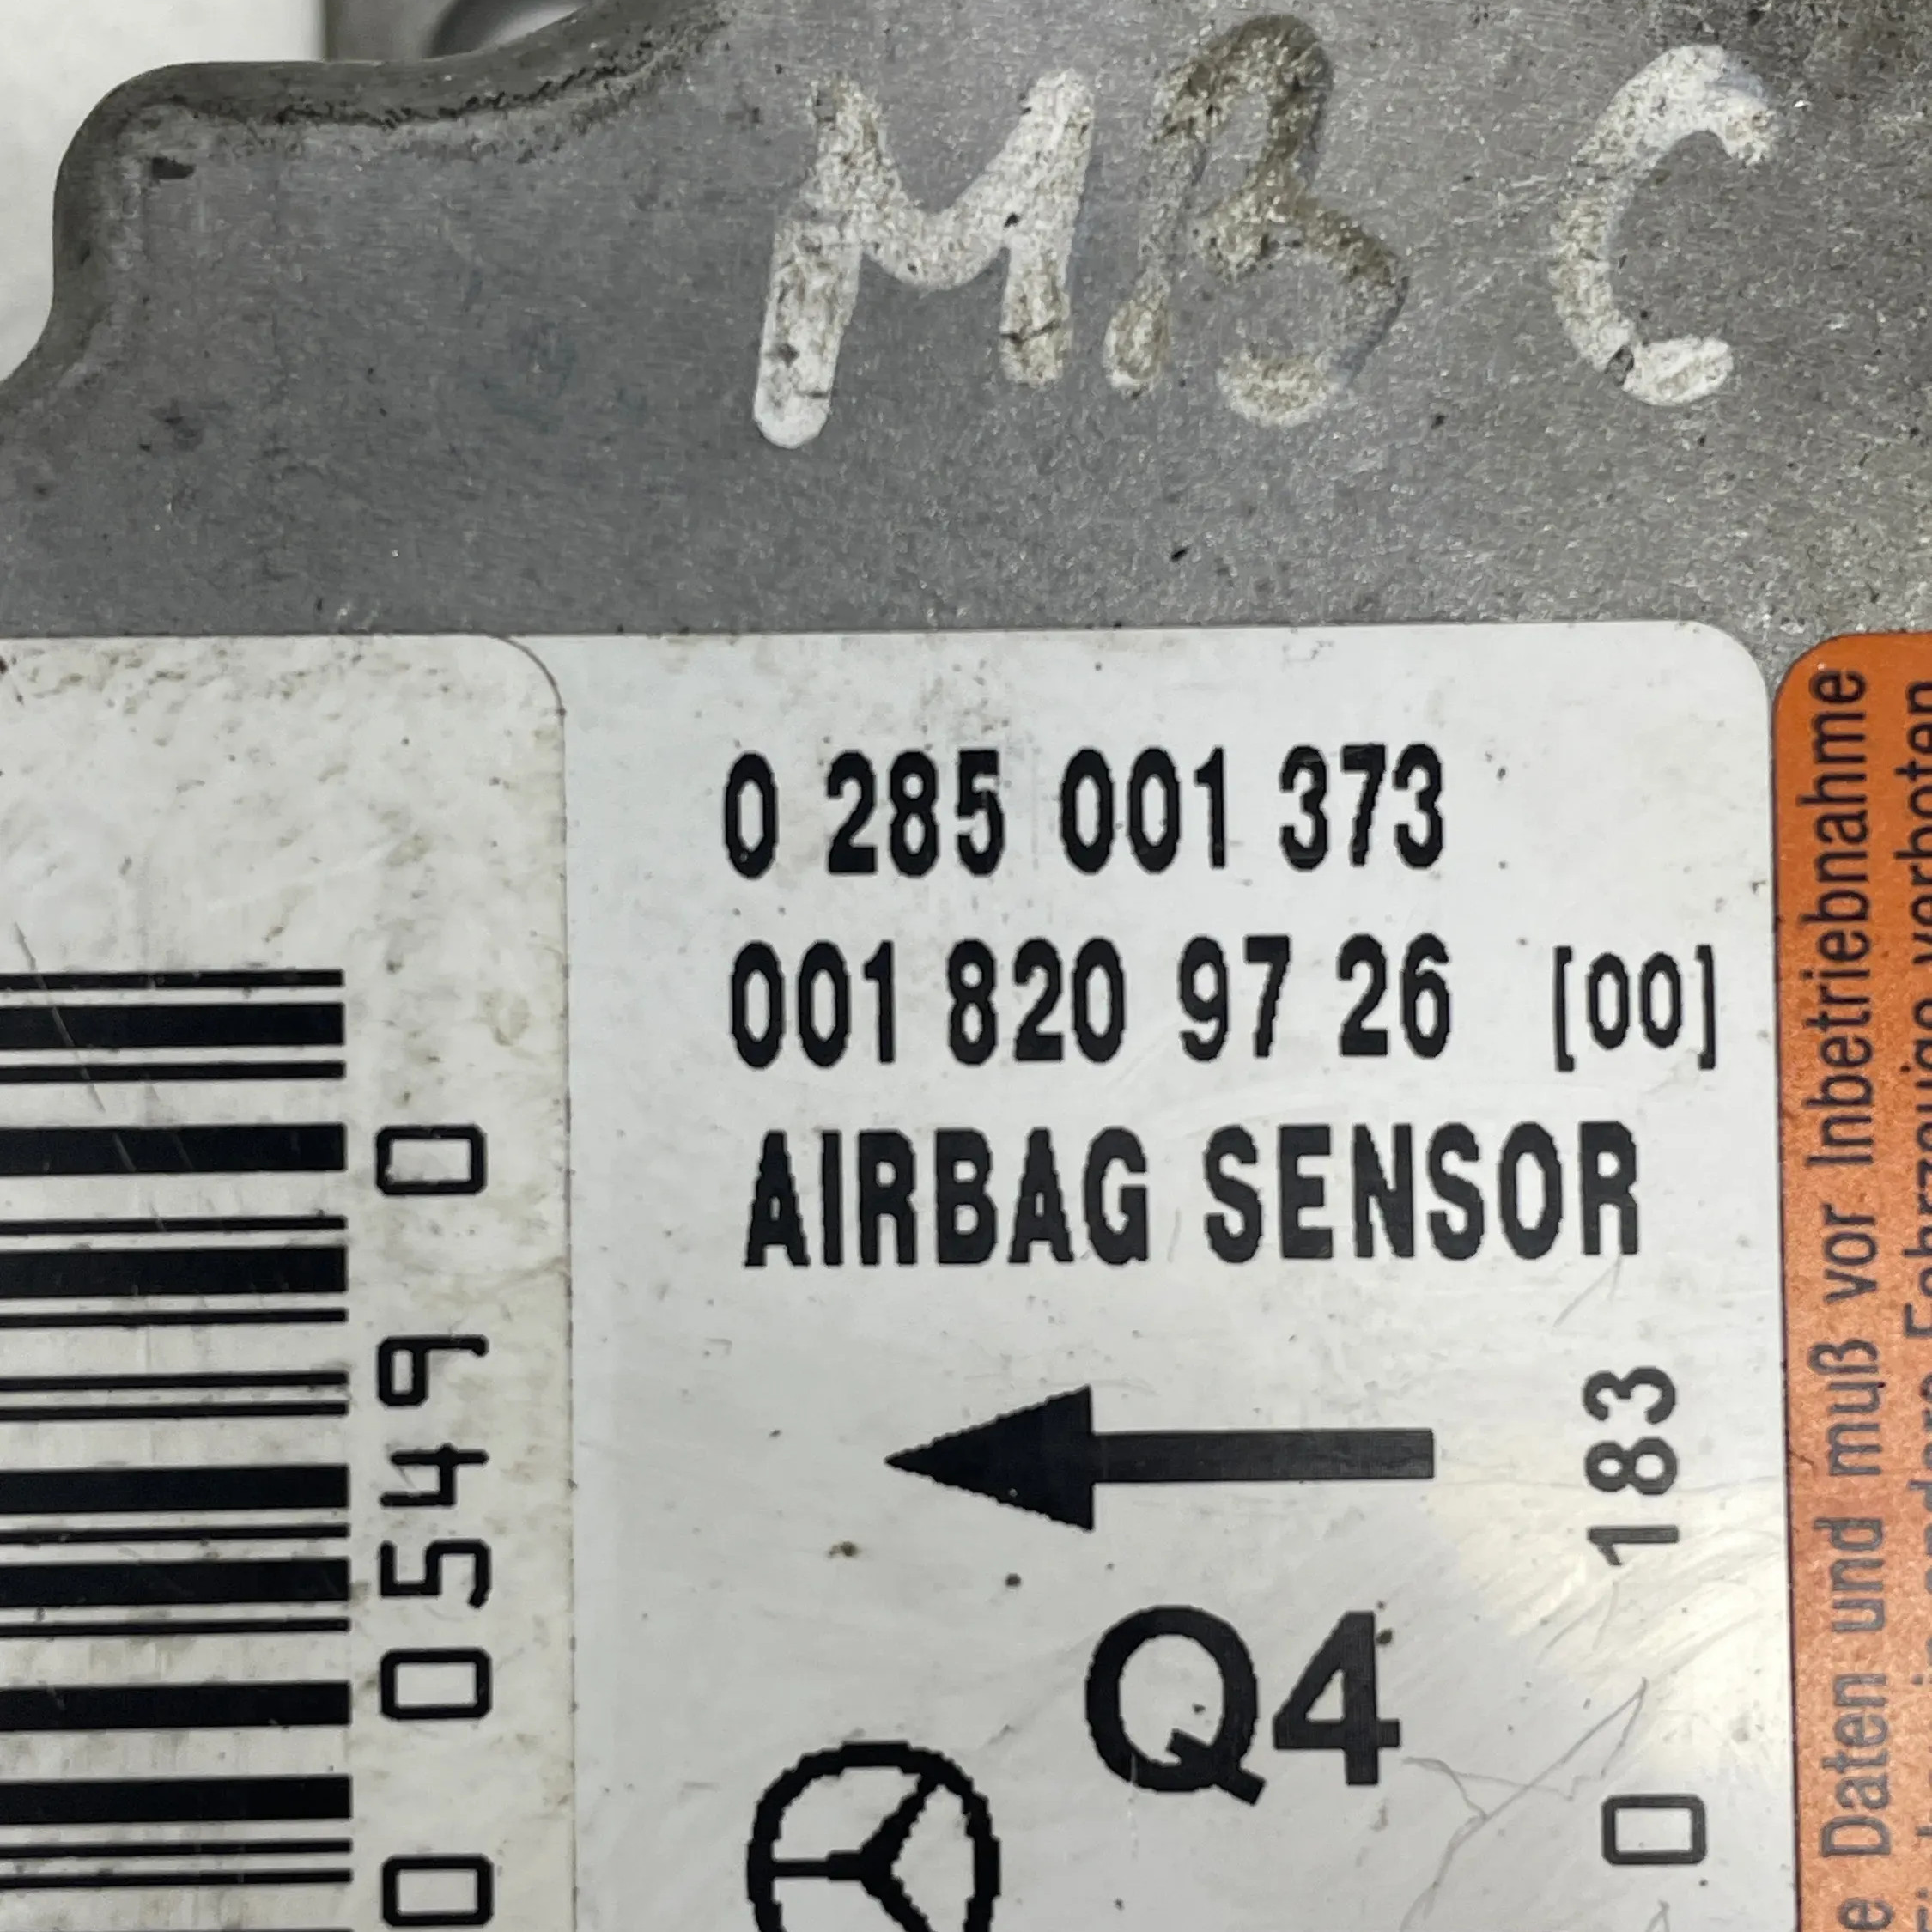 MB C
0 285 001 373
001 820 97 26 [00]
AIRBAG SENSOR
183
Q4
0
0 0549 0
Daten und muß vor Inbetriebnahme
verboten